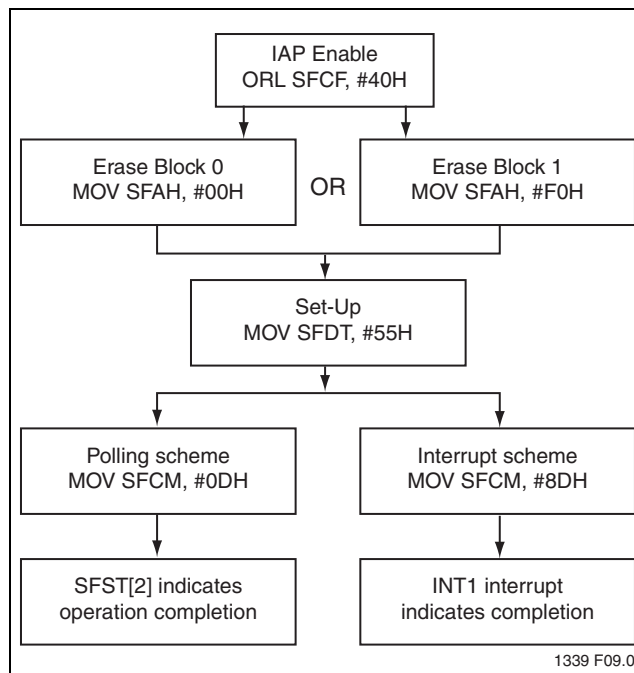 IAP Enable
ORL SFCF, #40H
Erase Block 0
MOV SFAH, #00H
OR
Erase Block 1
MOV SFAH, #F0H
Set-Up
MOV SFDT, #55H
Polling scheme
MOV SFCM, #0DH
Interrupt scheme
MOV SFCM, #8DH
SFST[2] indicates
operation completion
INT1 interrupt
indicates completion
1339 F09.0